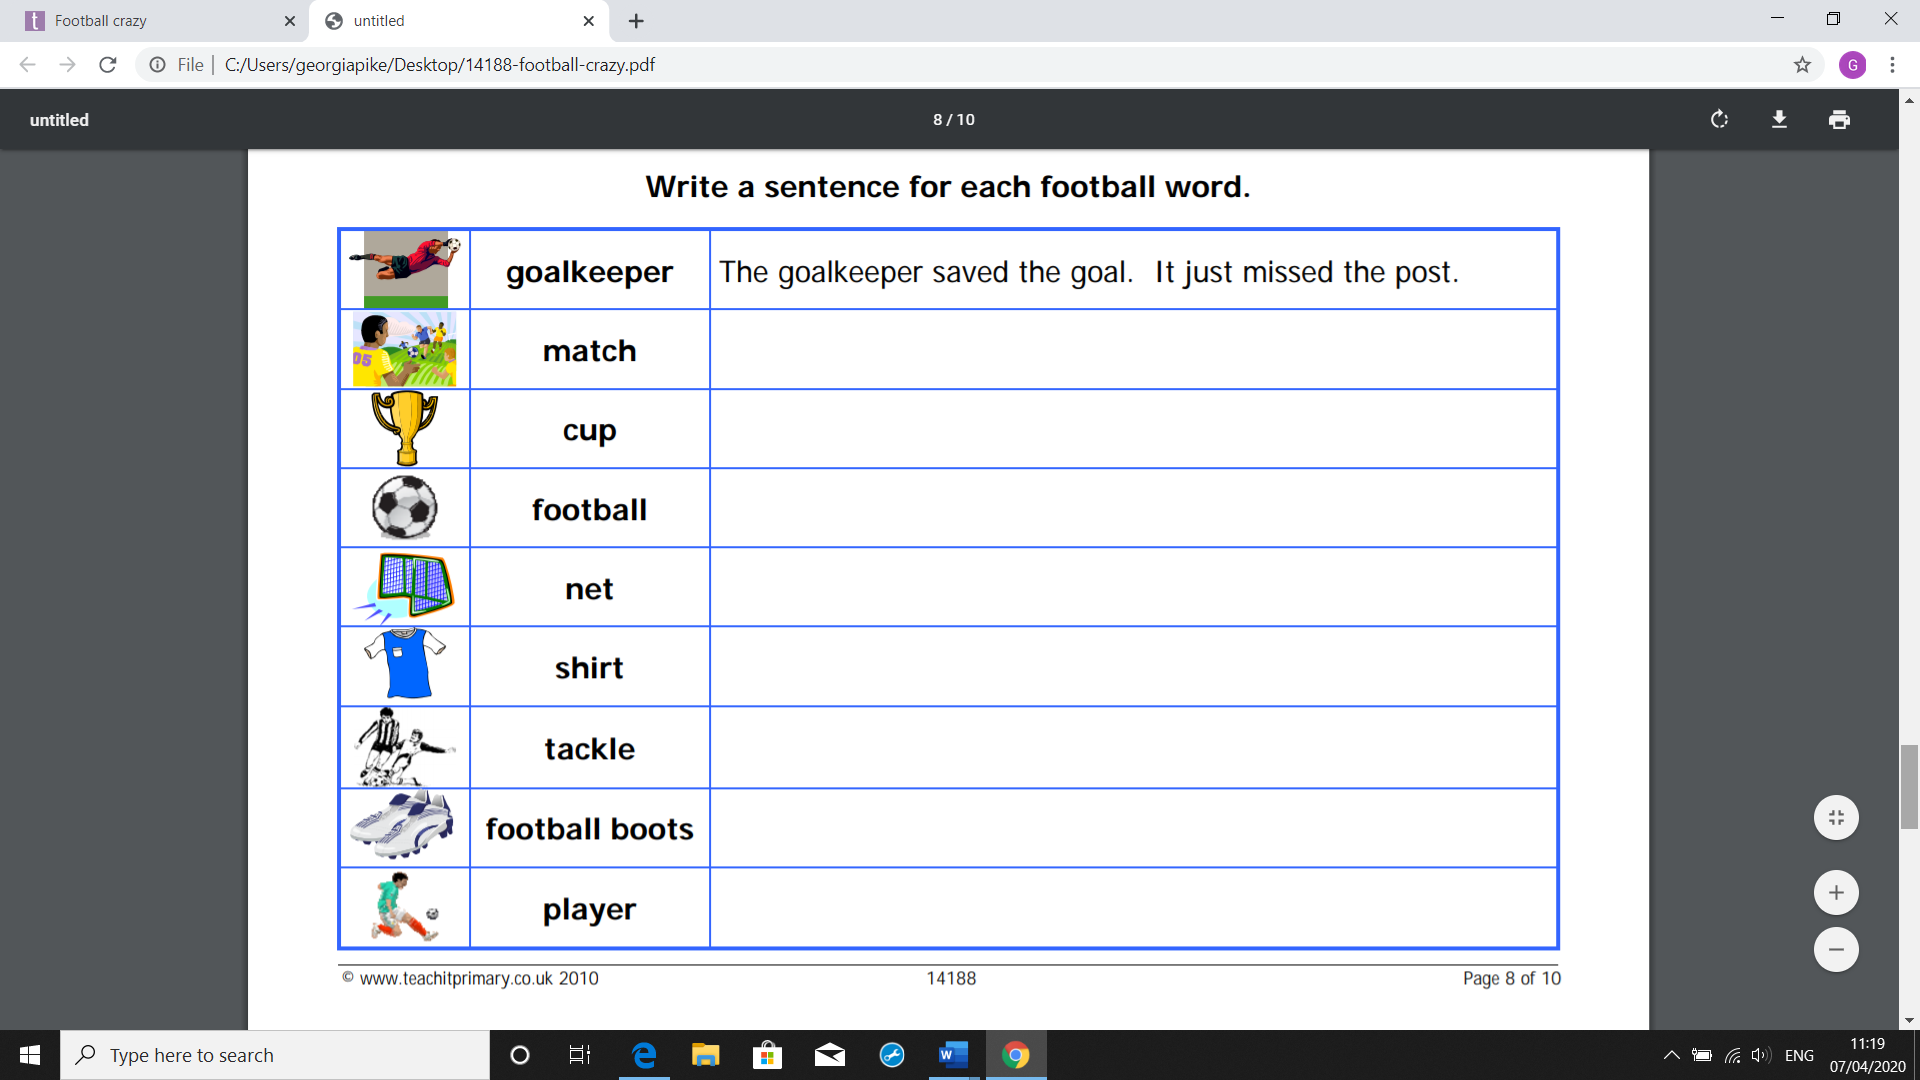 Football crazy
untitled
File
C:/Users/georgiapike/Desktop/14188-football-crazy.pdf
G
untitled
8 / 10
Write a sentence for each football word.
goalkeeper
The goalkeeper saved the goal.  It just missed the post.
match
05
cup
football
net
shirt
tackle
football boots
player
© www.teachitprimary.co.uk 2010
14188
Page 8 of 10
Type here to search
ENG
11:19
07/04/2020